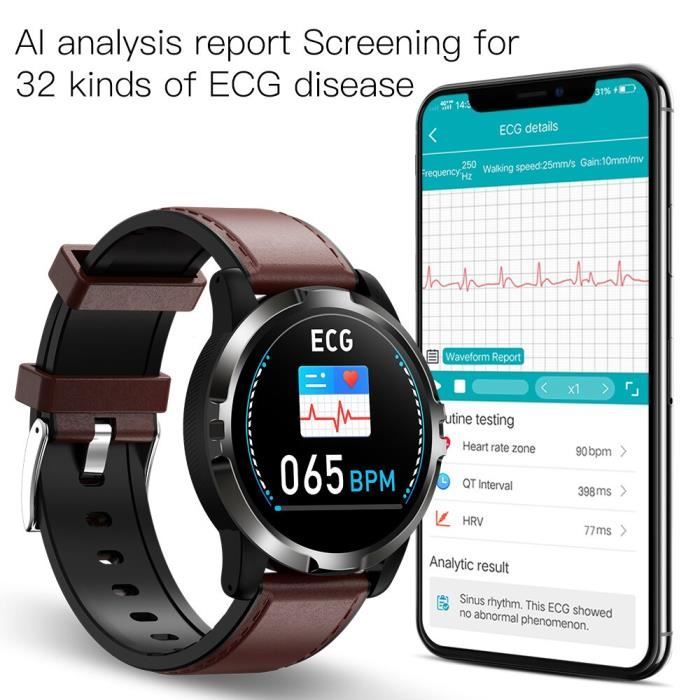 AI analysis report Screening for
32 kinds of ECG disease
31%
ECG details
Frequency:250 Hz Walking speed:25mm/s Gain:10mm/mv
Waveform Report
x1
utine testing
Heart rate zone 90bpm
QT Interval 398ms
HRV 77ms
Analytic result
Sinus rhythm. This ECG showed
no abnormal phenomenon.
ECG
065 BPM